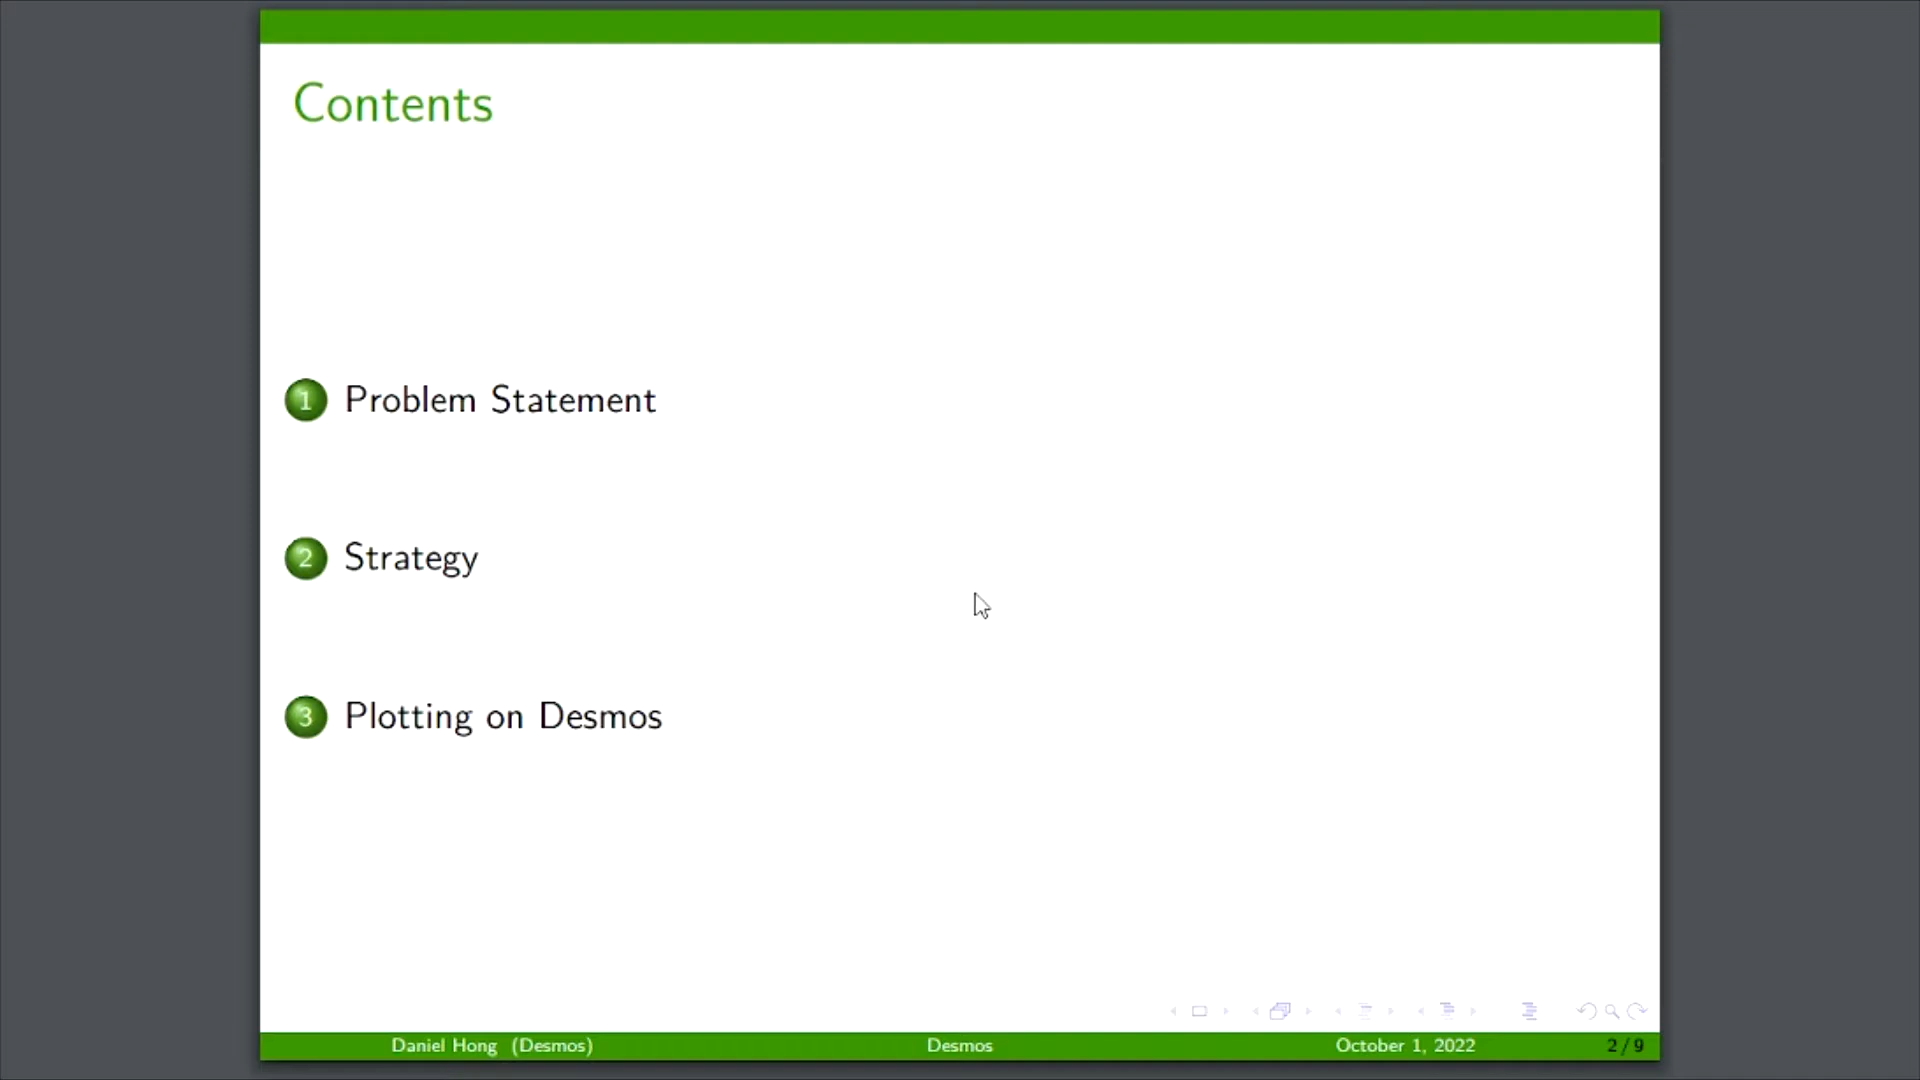 Contents
1 Problem Statement
2 Strategy
3 Plotting on Desmos
Daniel Hong (Desmos) Desmos October 1, 2022 2 / 9